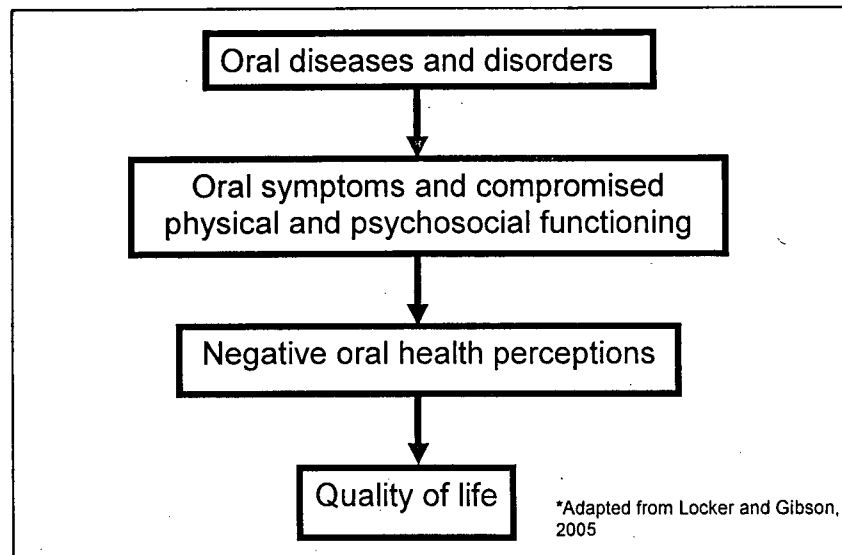 Oral diseases and disorders
Oral symptoms and compromised
physical and psychosocial functioning
Negative oral health perceptions
Quality of life
*Adapted from Locker and Gibson,
2005